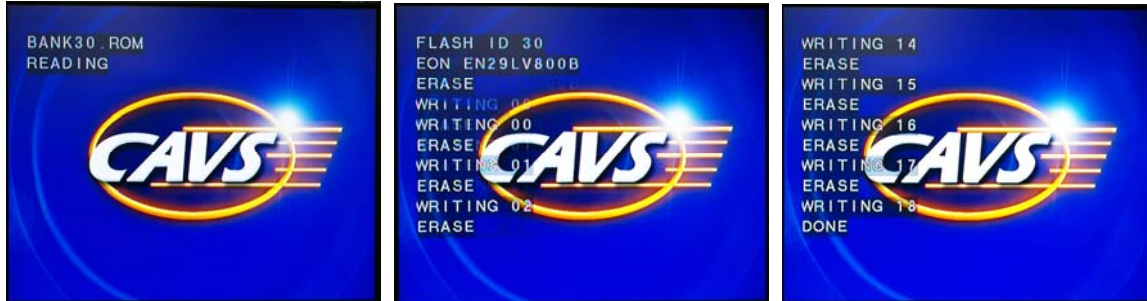 BANK30.ROM
READING
CAVS
FLASH ID 30
EON EN29LV800B
ERASE
WRITING 00
WRITING 00
ERASE
WRITING 01
ERASE
WRITING 02
ERASE
CAVS
WRITING 14
ERASE
WRITING 15
ERASE
WRITING 16
ERASE
WRITING 17
ERASE
WRITING 18
DONE
CAVS